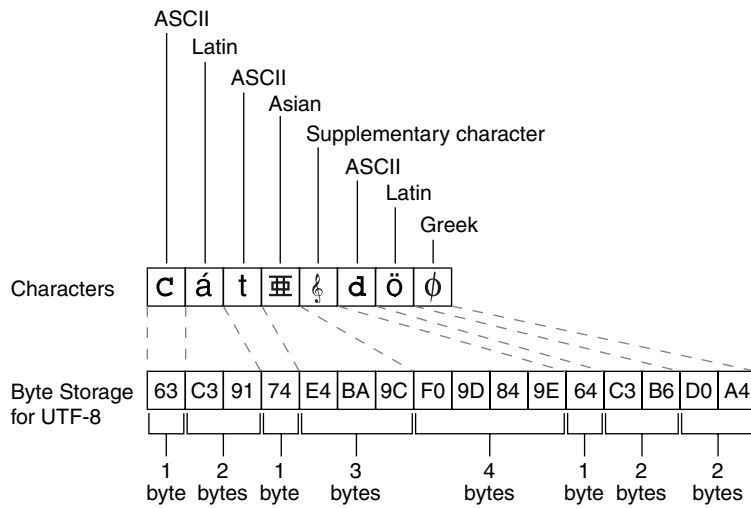 ASCII
Latin
ASCII
Asian
Supplementary character
ASCII
Latin
Greek
Characters c á t 亜 𝄞 d ö ϕ
Byte Storage
for UTF-8
63 C3 91 74 E4 BA 9C F0 9D 84 9E 64 C3 B6 D0 A4
1 byte 2 bytes 1 byte 3 bytes 4 bytes 1 byte 2 bytes 2 bytes